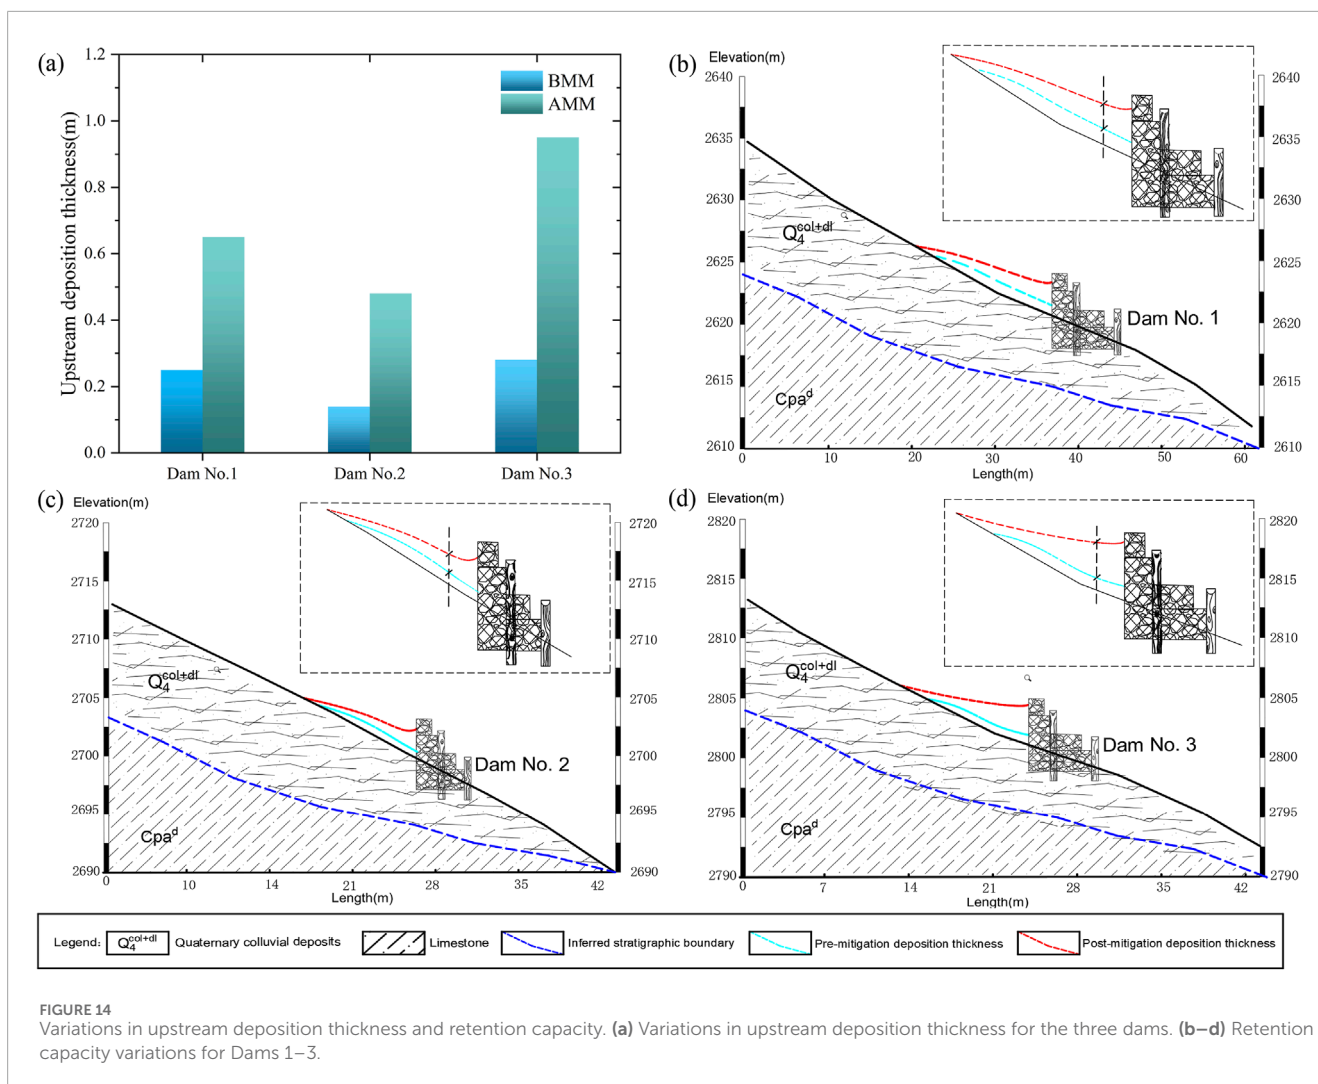 (a)
Upstream deposition thickness(m)
1.2
1.0
0.8
0.6
0.4
0.2
0.0
BMM
AMM
Dam No.1
Dam No.2
Dam No.3
(b)
Elevation(m)
2640
2635
2630
2625
2620
2615
2610
2640
2635
2630
2625
2620
2615
2610
Q4col+dl
Cpad
Dam No. 1
0 10 20 30 40 50 60
Length(m)
(c)
Elevation(m)
2720
2715
2710
2705
2700
2695
2690
2720
2715
2710
2705
2700
2695
2690
Q4col+dl
Cpad
Dam No. 2
0 10 14 21 28 35 42
Length(m)
(d)
Elevation(m)
2820
2815
2810
2805
2800
2795
2790
2820
2815
2810
2805
2800
2795
2790
Q4col+dl
Cpad
Dam No. 3
0 7 14 21 28 35 42
Length(m)
Legend: Q4col+dl Quaternary colluvial deposits Limestone Inferred stratigraphic boundary Pre-mitigation deposition thickness Post-mitigation deposition thickness
FIGURE 14
Variations in upstream deposition thickness and retention capacity. (a) Variations in upstream deposition thickness for the three dams. (b–d) Retention
capacity variations for Dams 1–3.